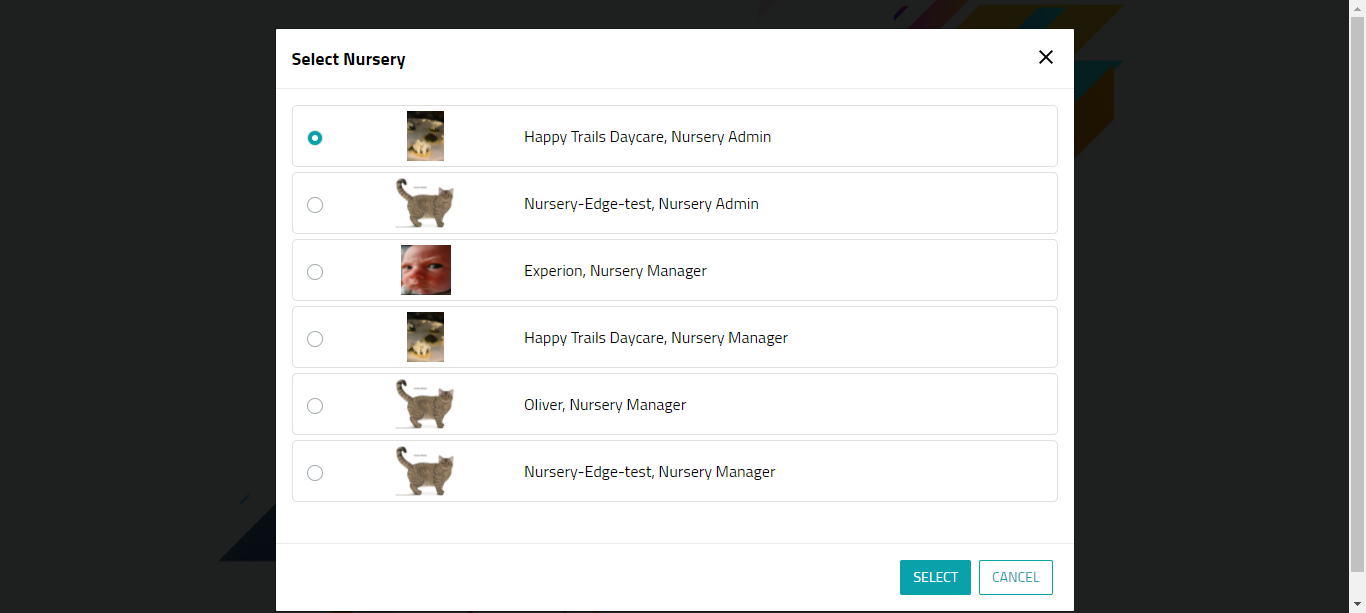 Select Nursery
Happy Trails Daycare, Nursery Admin
Nursery-Edge-test, Nursery Admin
Experion, Nursery Manager
Happy Trails Daycare, Nursery Manager
Oliver, Nursery Manager
Nursery-Edge-test, Nursery Manager
SELECT CANCEL